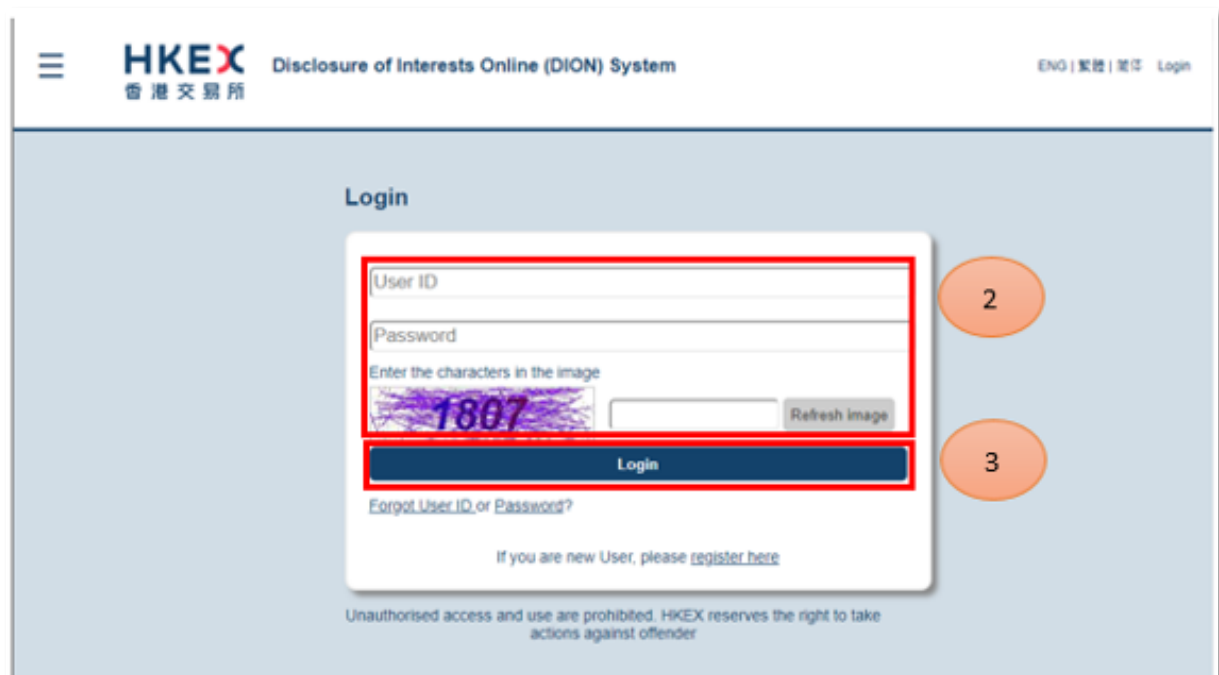 HKEX
香港交易所
Disclosure of Interests Online (DION) System
ENG | 繁體 | 简体 Login
Login
User ID
2
Password
Enter the characters in the image
1807
Refresh image
Login
3
Forgot User ID or Password?
If you are new User, please register here
Unauthorised access and use are prohibited. HKEX reserves the right to take
actions against offender